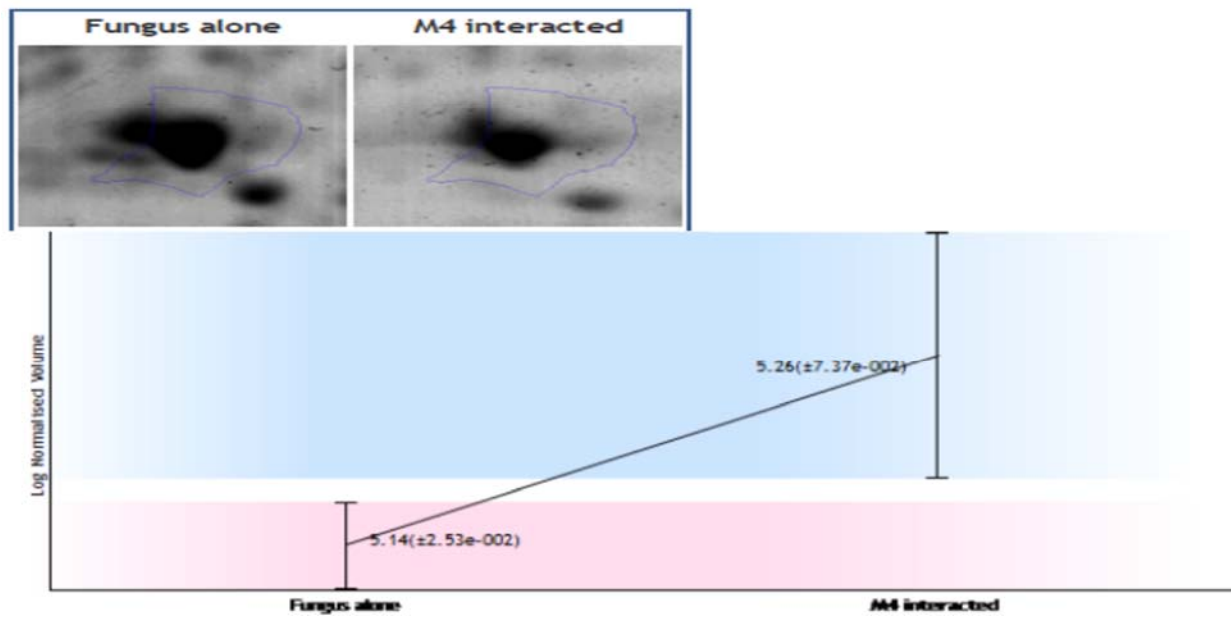 Fungus alone
M4 interacted
Log Normalised Volume
5.26(±7.37e-002)
5.14(±2.53e-002)
Fungus alone
M4 interacted